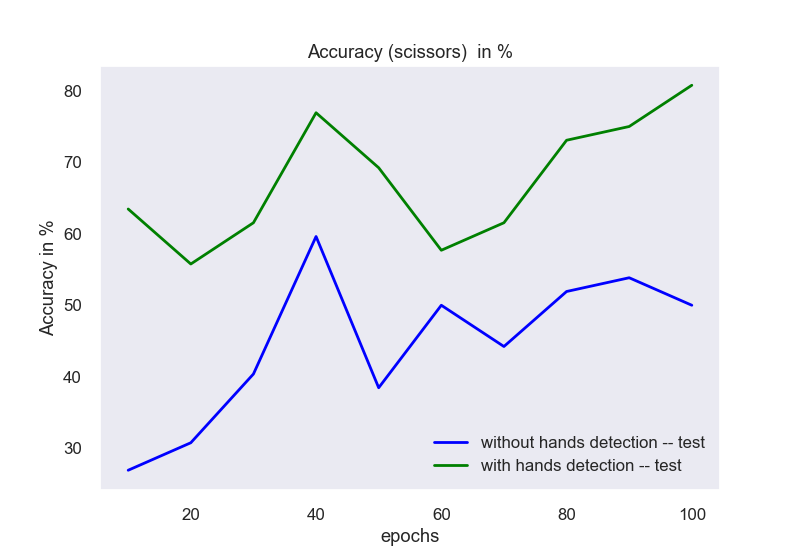 Accuracy (scissors)  in %
80
70
60
50
40
30
Accuracy in %
without hands detection -- test
with hands detection -- test
20 40 60 80 100
epochs